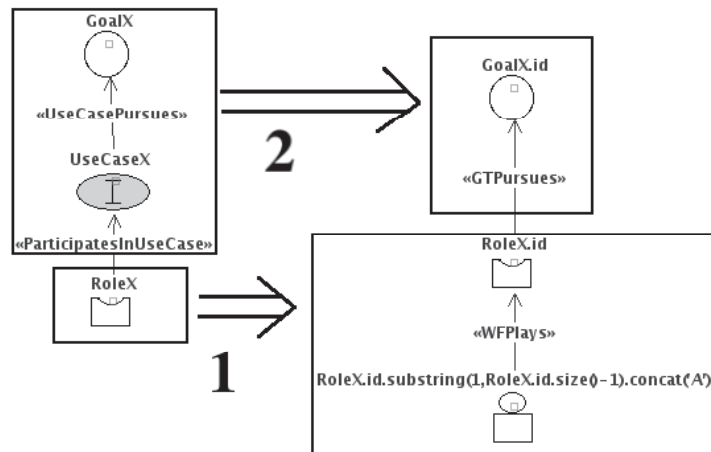 GoalX
«UseCasePursues»
UseCaseX
«ParticipatesInUseCase»
RoleX
2
1
GoalX.id
«GTPursues»
RoleX.id
«WFPlays»
RoleX.id.substring(1,RoleX.id.size()-1).concat('A')